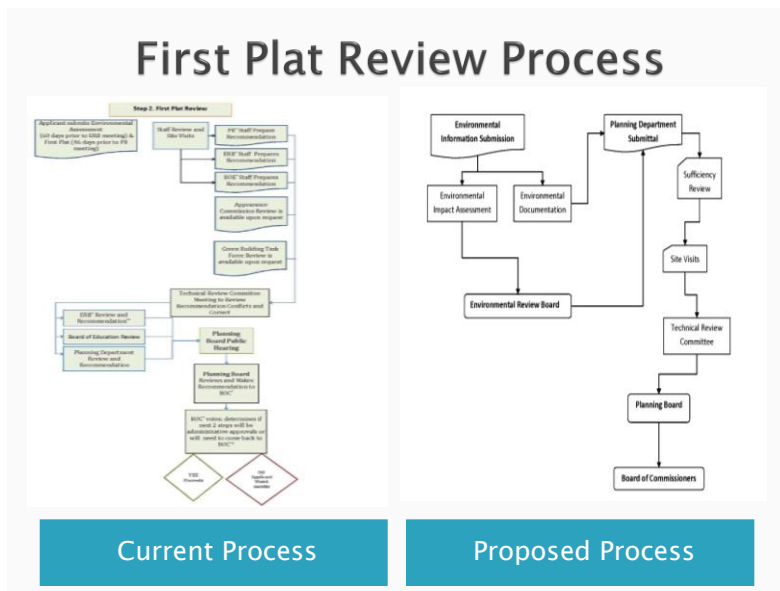 First Plat Review Process
Step 2. First Plat Review
Applicant submits Environmental
Assessment
(60 days prior to ERB meeting) &
First Plat
days prior to PB
meeting)
Staff Review and
Site Visits
PB* Staff Prepare
Recommendation
ERB* Staff Prepares
Recommendation
BOE* Staff Prepares
Recommendation
Appearance
Commission Review is
available upon request
Green Building Task
Force Review is
available upon request
Technical Review Committee
Meeting to Review
Recommendation Conflicts and
Correct
ERB* Review and
Recommendation**
Board of Education Review
Planning Department
Review and
Recommendation
Planning
Board Public
Hearing
Planning Board
Reviews and Makes
Recommendation to
BOC*
BOC* votes, determines if
next 2 steps will be
administrative approvals or
will need to come back to
BOC**
YES
Proceeds
NO
Applicant
months
Current Process
Environmental
Information Submission
Environmental
Impact Assessment
Environmental
Documentation
Environmental Review Board
Planning Department
Submittal
Sufficiency
Review
Site Visits
Technical Review
Committee
Planning Board
Board of Commissioners
Proposed Process